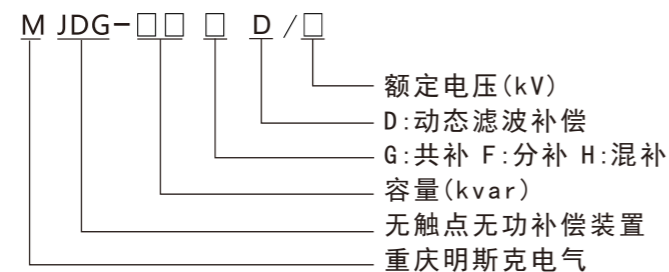 M JDG-□□ □ D/□
额定电压(kV)
D:动态滤波补偿
G:共补 F:分补 H:混补
容量(kvar)
无触点无功补偿装置
重庆明斯克电气